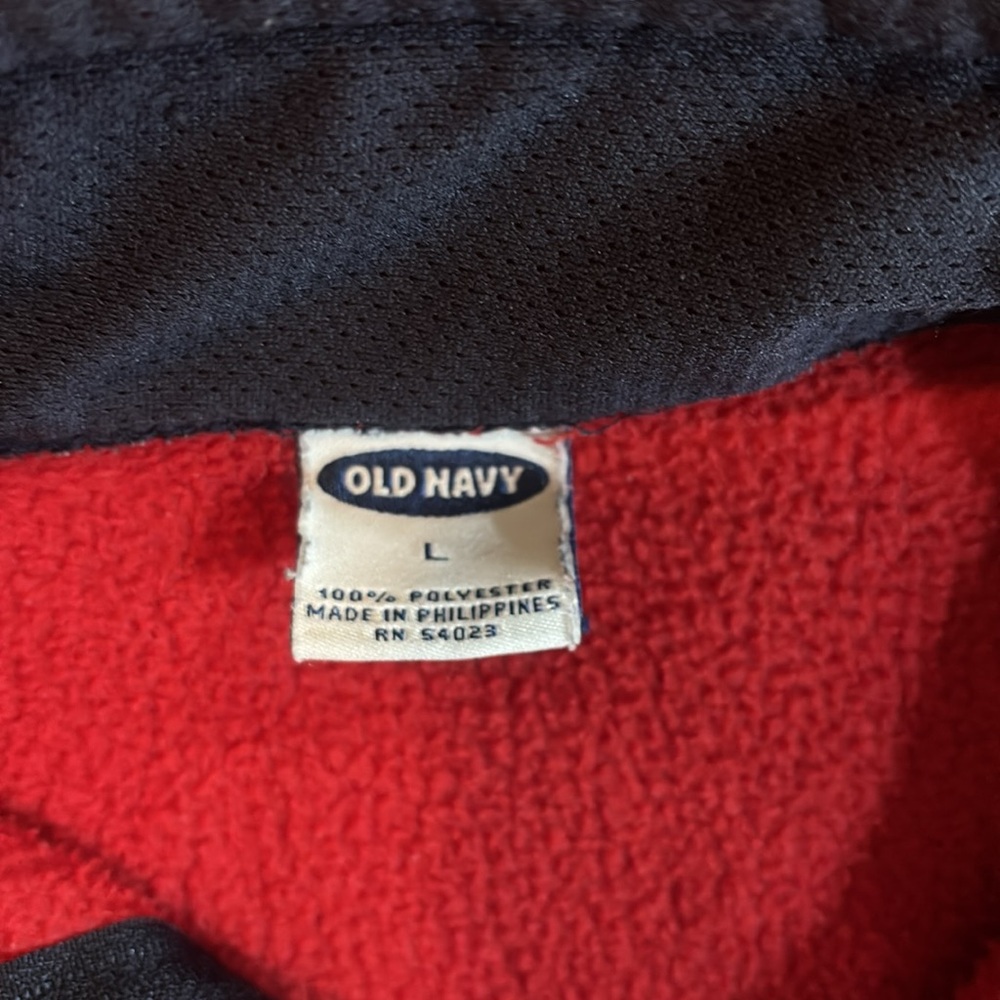 OLD NAVY
L
100% POLYESTER
MADE IN PHILIPPINES
RN 54023